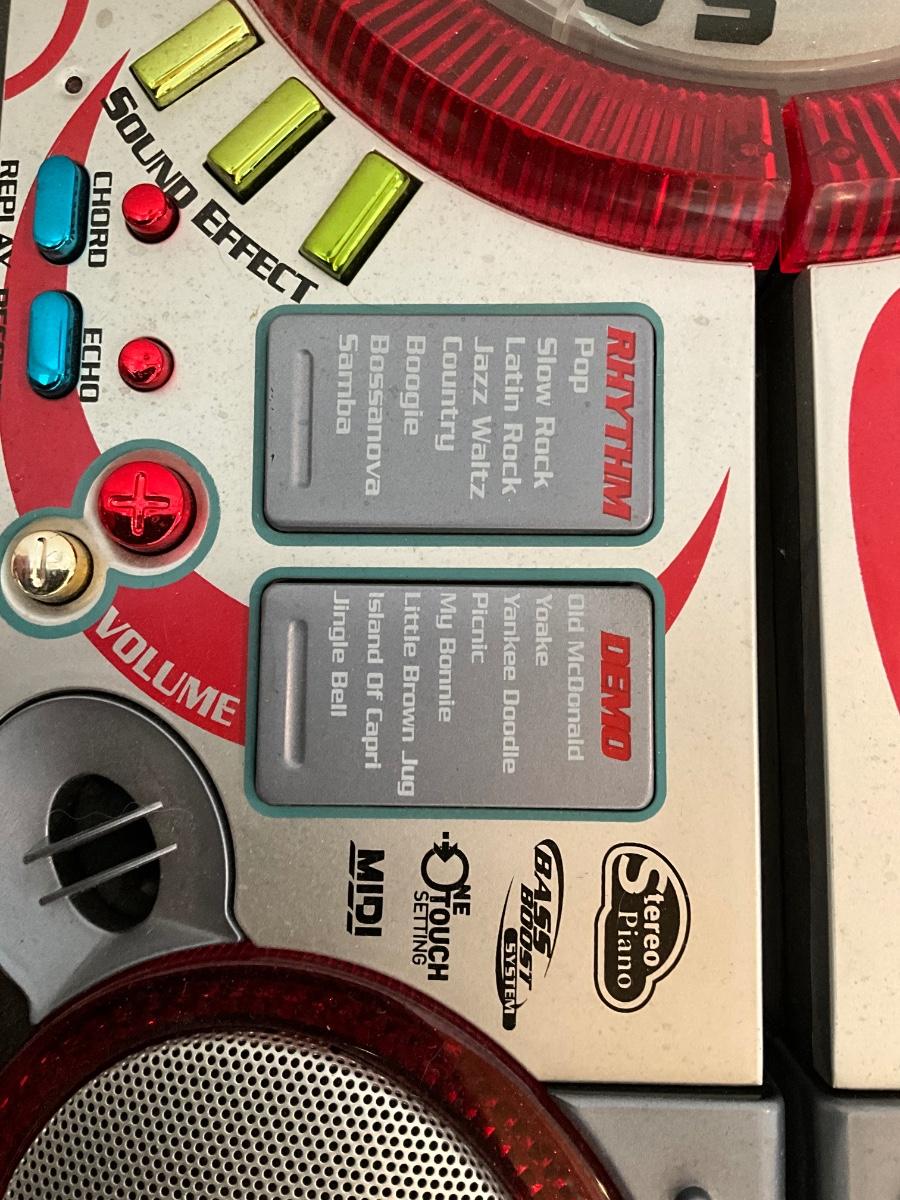 SOUND EFFECT
CHORD
ECHO
REPLAY
VOLUME
RHYTHM
Pop
Slow Rock
Latin Rock
Jazz Waltz
Country
Boogie
Bossanova
Samba
DEMO
Old McDonald
Yoake
Yankee Doodle
Picnic
My Bonnie
Little Brown Jug
Island Of Capri
Jingle Bell
Stereo
Piano
BASS
BOOST
SYSTEM
ONE
TOUCH
SETTING
MIDI